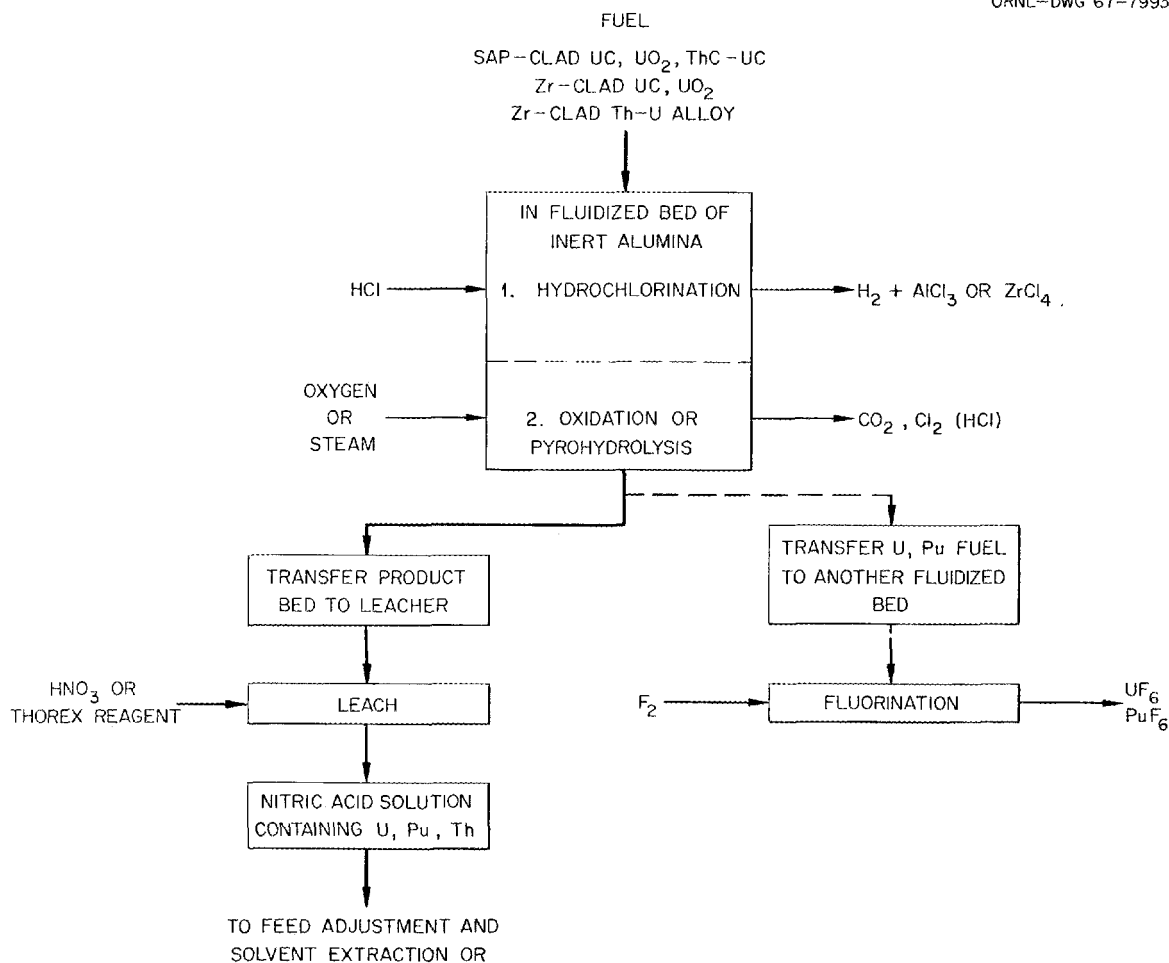 ORNL-DWG 67-7995
FUEL
SAP-CLAD UC, UO₂, ThC-UC
Zr-CLAD UC, UO₂
Zr-CLAD Th-U ALLOY
IN FLUIDIZED BED OF
INERT ALUMINA
HCl
1. HYDROCHLORINATION
H₂ + AlCl₃ OR ZrCl₄.
OXYGEN
OR
STEAM
2. OXIDATION OR
PYROHYDROLYSIS
CO₂, Cl₂ (HCl)
TRANSFER PRODUCT
BED TO LEACHER
TRANSFER U, Pu FUEL
TO ANOTHER FLUIDIZED
BED
HNO₃ OR
THOREX REAGENT
LEACH
F₂
FLUORINATION
UF₆
PuF₆
NITRIC ACID SOLUTION
CONTAINING U, Pu, Th
TO FEED ADJUSTMENT AND
SOLVENT EXTRACTION OR